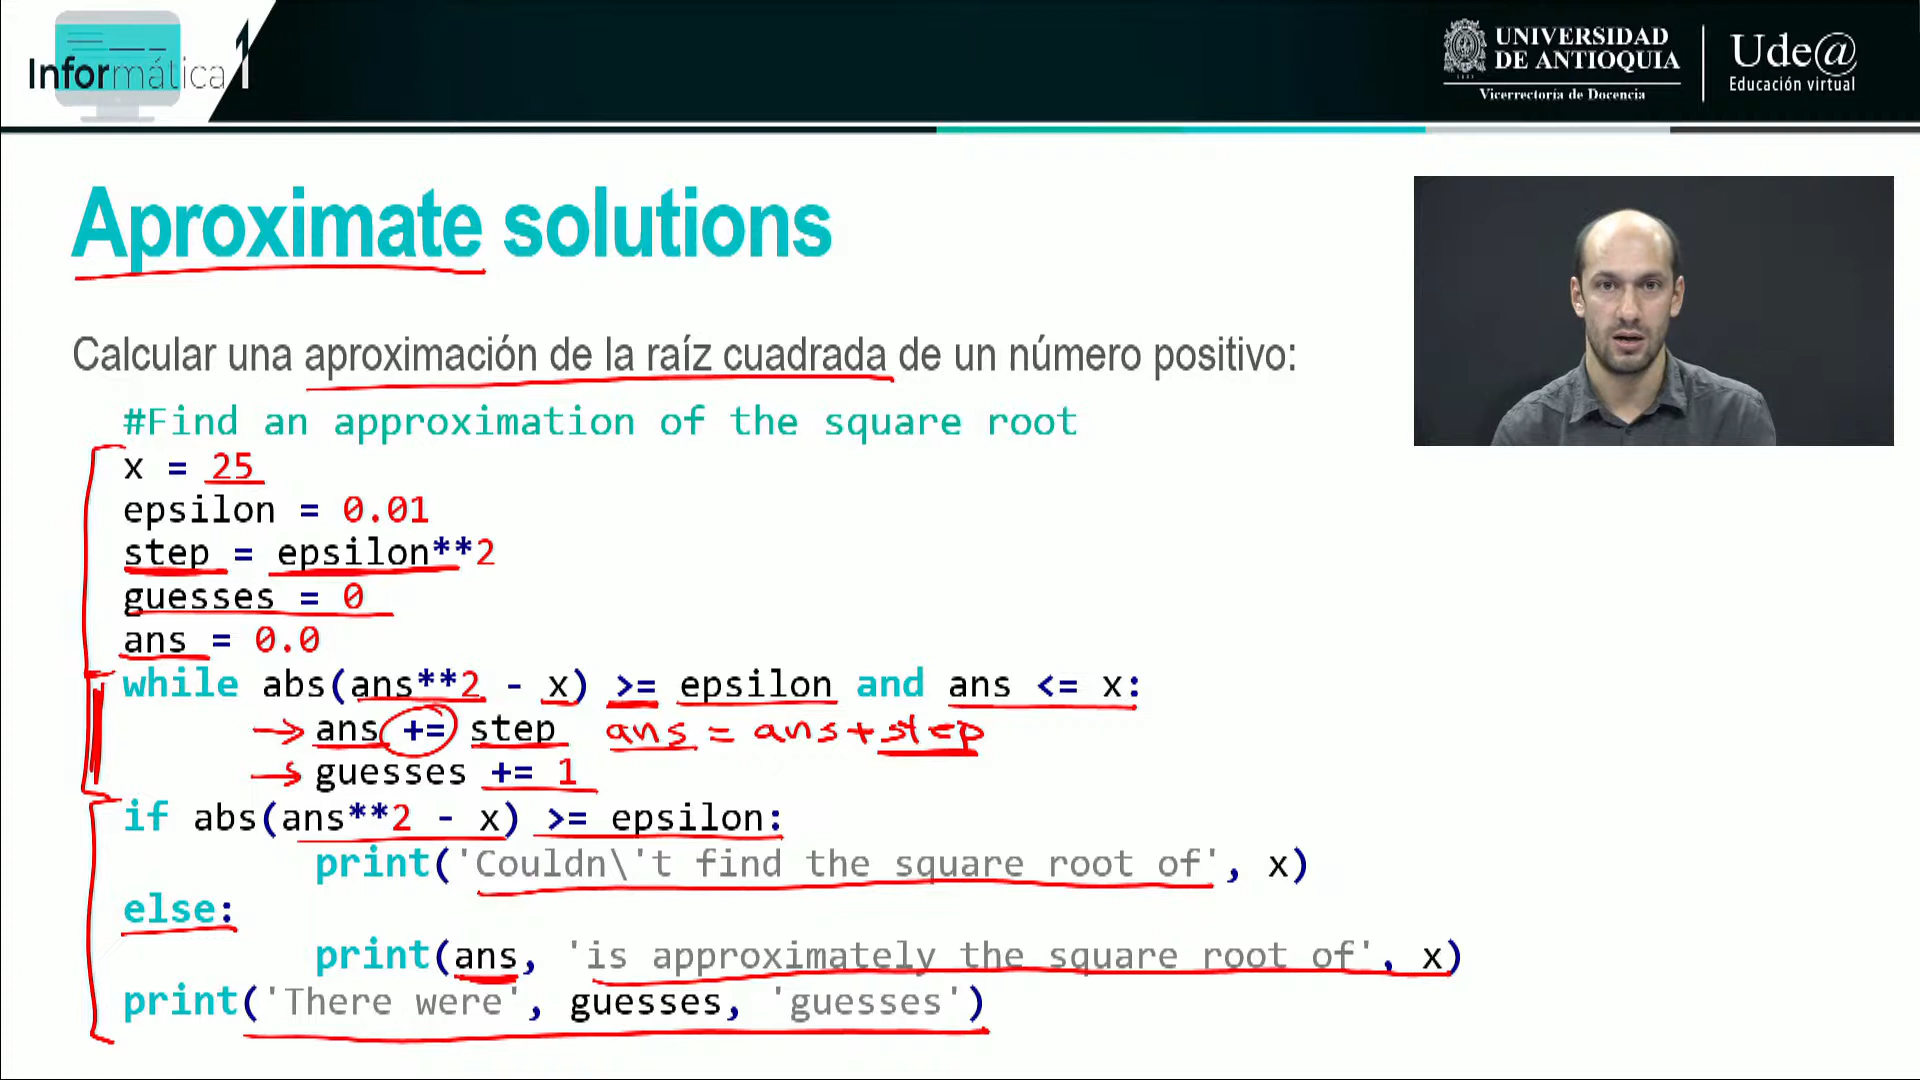 Informática 1
UNIVERSIDAD
DE ANTIOQUIA
Vicerrectoría de Docencia
Ude@
Educación virtual
Aproximate solutions
Calcular una aproximación de la raíz cuadrada de un número positivo:
#Find an approximation of the square root
x = 25
epsilon = 0.01
step = epsilon**2
guesses = 0
ans = 0.0
while abs(ans**2 - x) >= epsilon and ans <= x:
ans += step ans = ans+step
guesses += 1
if abs(ans**2 - x) >= epsilon:
print('Couldn\'t find the square root of', x)
else:
print(ans, 'is approximately the square root of', x)
print('There were', guesses, 'guesses')